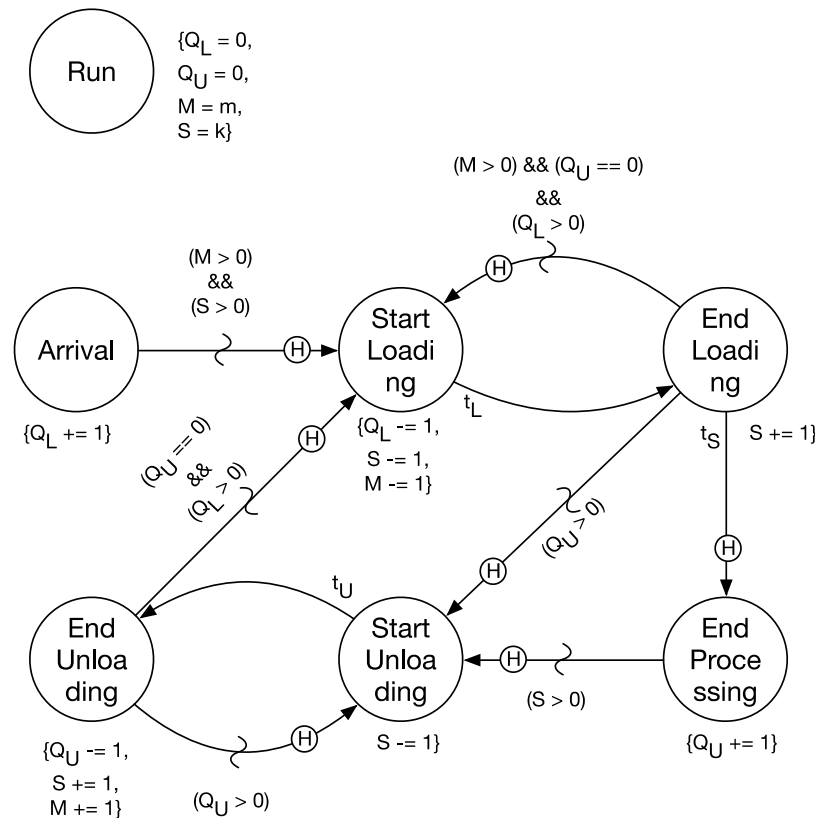 Run
{Q_L = 0,
Q_U = 0,
M = m,
S = k}
(M > 0) && (Q_U == 0)
&&
(Q_L > 0)
H
(M > 0)
&&
(S > 0)
H
Arrival
{Q_L += 1}
Start
Loadi
ng
{Q_L -= 1,
S -= 1,
M -= 1}
t_L
End
Loadi
ng
S += 1}
t_S
(Q_U == 0)
&&
(Q_L > 0)
H
(Q_U > 0)
H
H
t_U
End
Unloa
ding
{Q_U -= 1,
S += 1,
M += 1}
(Q_U > 0)
H
Start
Unloa
ding
S -= 1}
H
(S > 0)
End
Proce
ssing
{Q_U += 1}